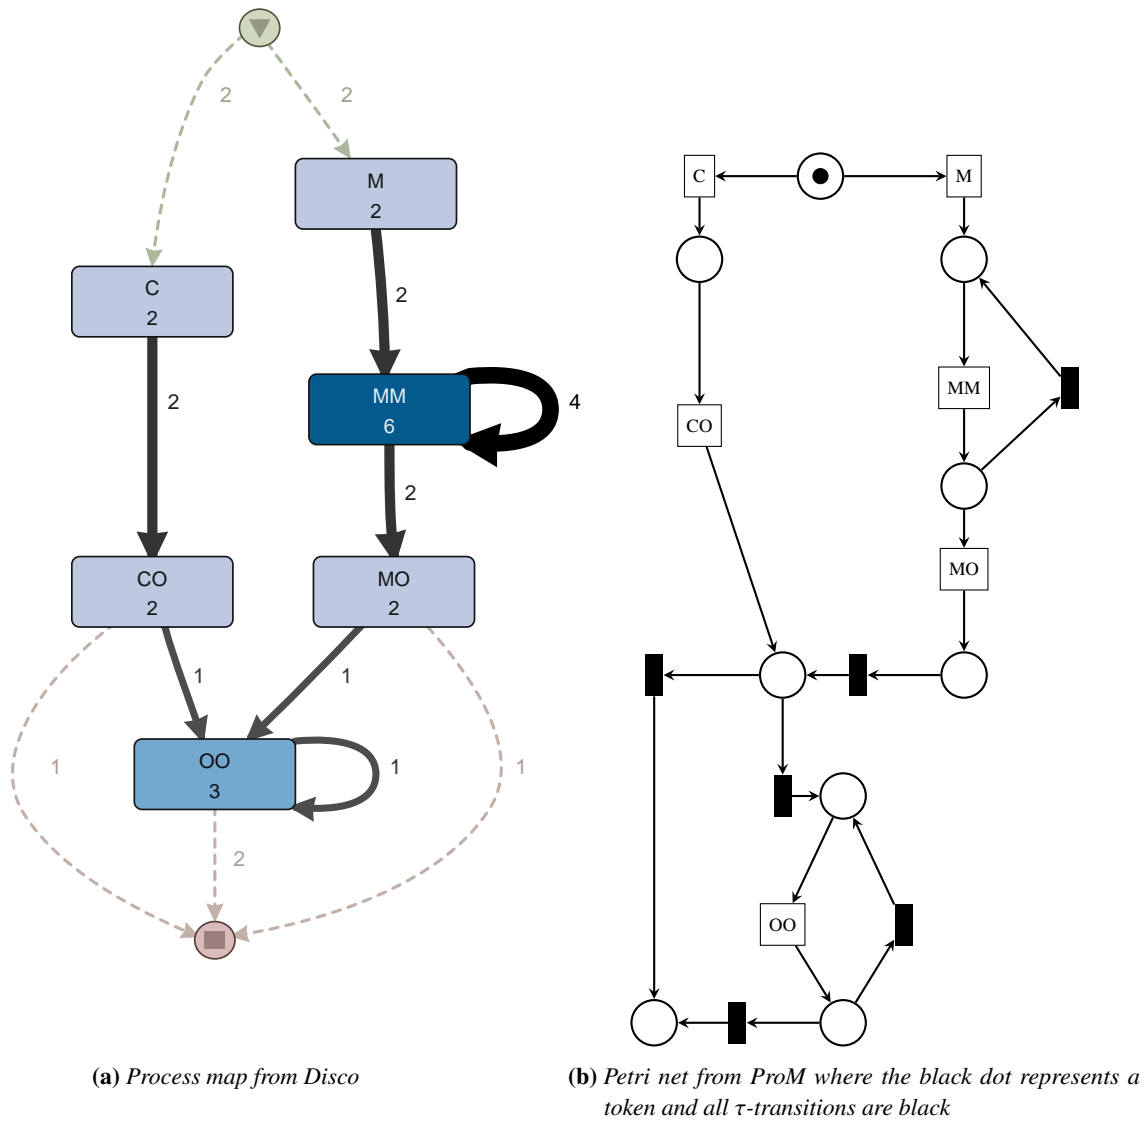 2
2
M
2
C
2
2
2
MM
6
4
2
CO
2
MO
2
1
1
1
1
OO
3
1
2
C
M
MM
CO
MO
OO
(a) Process map from Disco
(b) Petri net from ProM where the black dot represents a
token and all τ-transitions are black